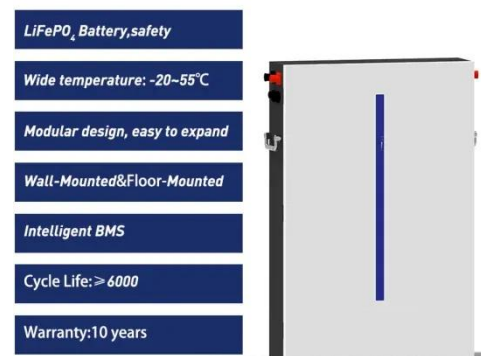 LiFePO₄ Battery,safety
Wide temperature: -20~55℃
Modular design, easy to expand
Wall-Mounted&Floor-Mounted
Intelligent BMS
Cycle Life:≥6000
Warranty:10 years